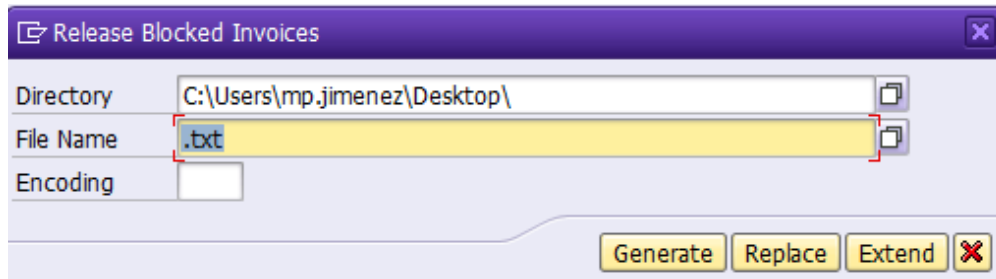 Release Blocked Invoices
Directory C:\Users\mp.jimenez\Desktop\
File Name .txt
Encoding
Generate Replace Extend